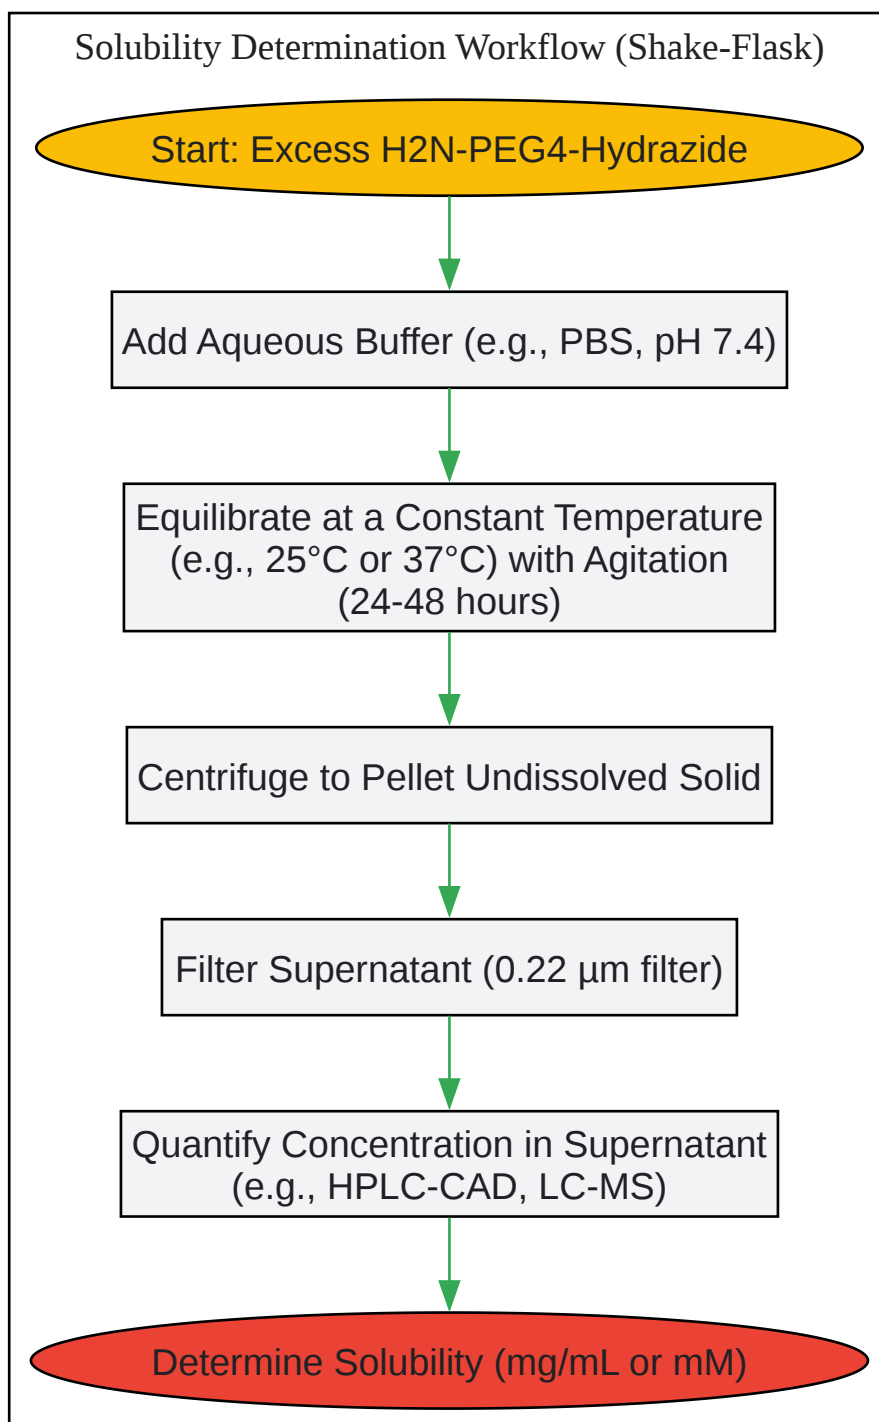 Solubility Determination Workflow (Shake-Flask)
Start: Excess H2N-PEG4-Hydrazide
Add Aqueous Buffer (e.g., PBS, pH 7.4)
Equilibrate at a Constant Temperature
(e.g., 25°C or 37°C) with Agitation
(24-48 hours)
Centrifuge to Pellet Undissolved Solid
Filter Supernatant (0.22 µm filter)
Quantify Concentration in Supernatant
(e.g., HPLC-CAD, LC-MS)
Determine Solubility (mg/mL or mM)